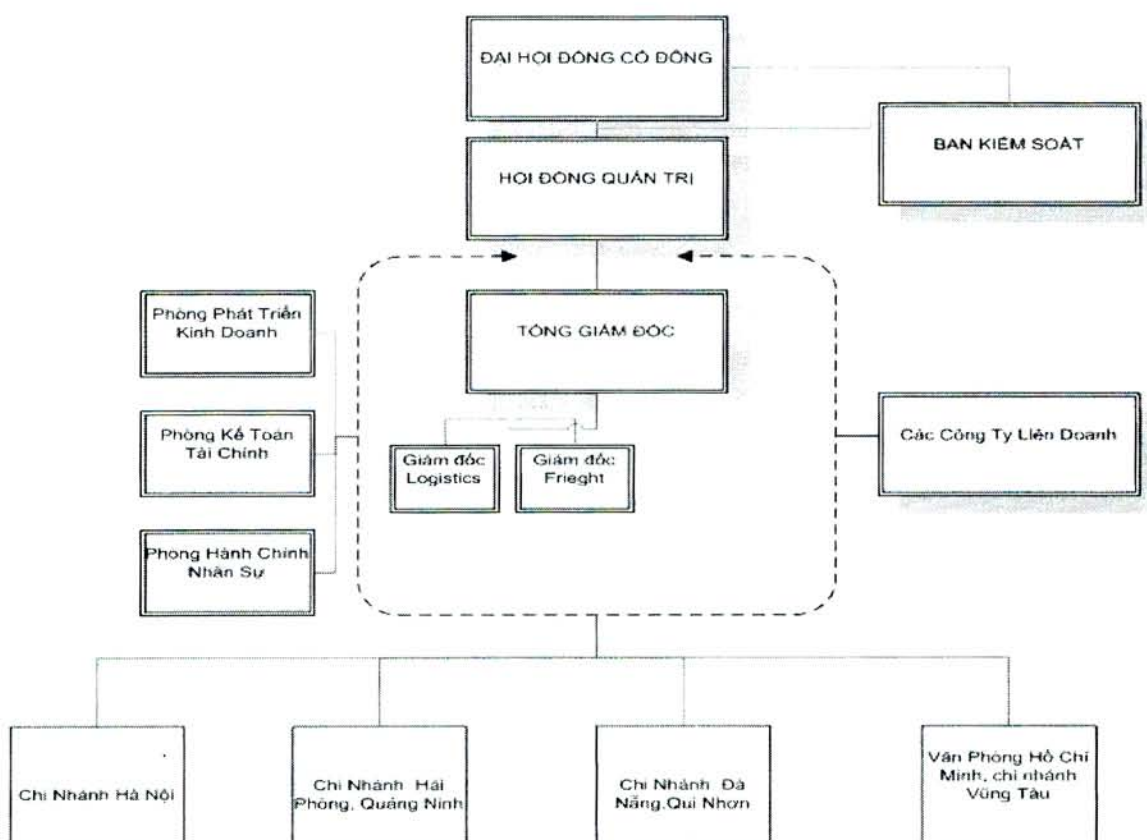 ĐẠI HỘI ĐỒNG CỔ ĐÔNG
BAN KIỂM SOÁT
HỘI ĐỒNG QUẢN TRỊ
Phòng Phát Triển
Kinh Doanh
TỔNG GIÁM ĐỐC
Phòng Kế Toán
Tài Chính
Các Công Ty Liên Doanh
Giám đốc
Logistics
Giám đốc
Frieght
Phòng Hành Chính
Nhân Sự
Chi Nhánh Hà Nội
Chi Nhánh Hải
Phòng, Quảng Ninh
Chi Nhánh Đà
Nẵng,Qui Nhơn
Văn Phòng Hồ Chí
Minh, chi nhánh
Vũng Tàu